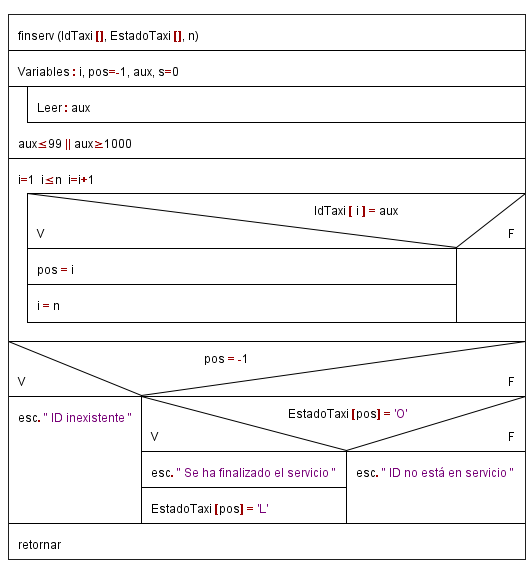 finserv (IdTaxi [], EstadoTaxi [], n)
Variables : i, pos=-1, aux, s=0
Leer : aux
aux≤99 || aux≥1000
i=1 i≤n i=i+1
IdTaxi [ i ] = aux
V F
pos = i
i = n
pos = -1
V F
esc. " ID inexistente "
EstadoTaxi [pos] = 'O'
V F
esc. " Se ha finalizado el servicio "
esc. " ID no está en servicio "
EstadoTaxi [pos] = 'L'
retornar